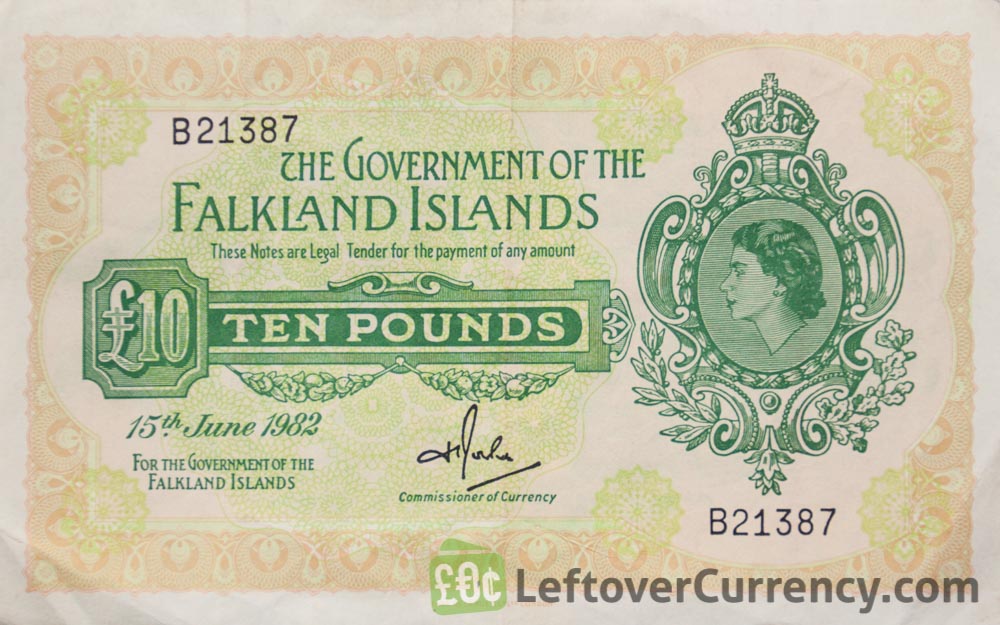 B21387
THE GOVERNMENT OF THE
FALKLAND ISLANDS
These Notes are Legal Tender for the payment of any amount
£10
TEN POUNDS
15th June 1982
FOR THE GOVERNMENT OF THE
FALKLAND ISLANDS
Commissioner of Currency
B21387
£0¢ LeftoverCurrency.com